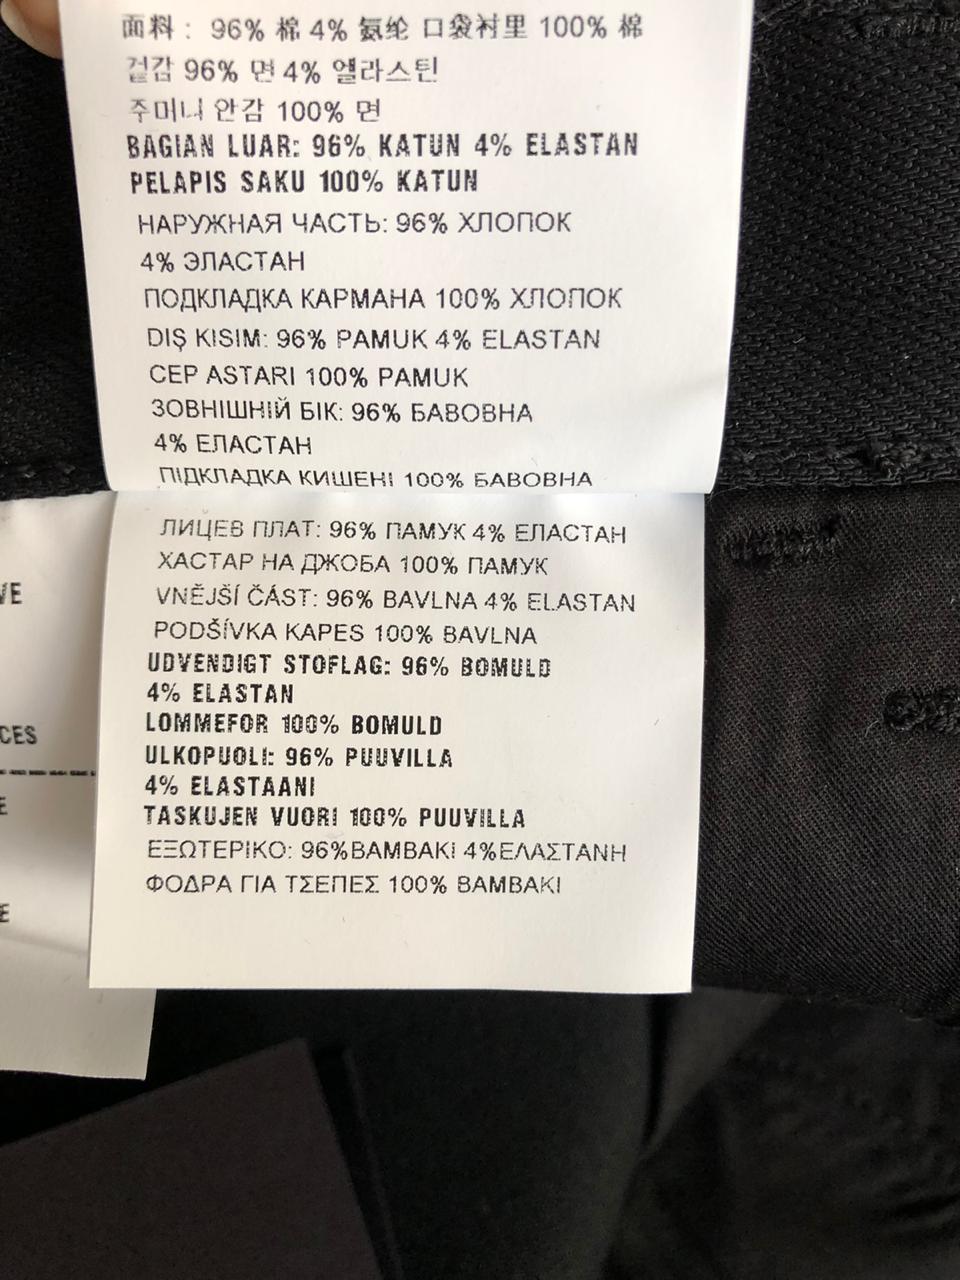 面料： 96% 棉 4% 氨纶 口袋衬里 100% 棉
겉감 96% 면 4% 엘라스틴
주머니 안감 100% 면
BAGIAN LUAR: 96% KATUN 4% ELASTAN
PELAPIS SAKU 100% KATUN
НАРУЖНАЯ ЧАСТЬ: 96% ХЛОПОК
4% ЭЛАСТАН
ПОДКЛАДКА КАРМАНА 100% ХЛОПОК
DIŞ KISIM: 96% PAMUK 4% ELASTAN
CEP ASTARI 100% PAMUK
ЗОВНІШНІЙ БІК: 96% БАВОВНА
4% ЕЛАСТАН
ПІДКЛАДКА КИШЕНІ 100% БАВОВНА
ЛИЦЕВ ПЛАТ: 96% ПАМУК 4% ЕЛАСТАН
ХАСТАР НА ДЖОБА 100% ПАМУК
VNĚJŠÍ ČÁST: 96% BAVLNA 4% ELASTAN
PODŠÍVKA KAPES 100% BAVLNA
UDVENDIGT STOFLAG: 96% BOMULD
4% ELASTAN
LOMMEFOR 100% BOMULD
ULKOPUOLI: 96% PUUVILLA
4% ELASTAANI
TASKUJEN VUORI 100% PUUVILLA
ΕΞΩΤΕΡΙΚΟ: 96%ΒΑΜΒΑΚΙ 4%ΕΛΑΣΤΑΝΗ
ΦΟΔΡΑ ΓΙΑ ΤΣΕΠΕΣ 100% ΒΑΜΒΑΚΙ